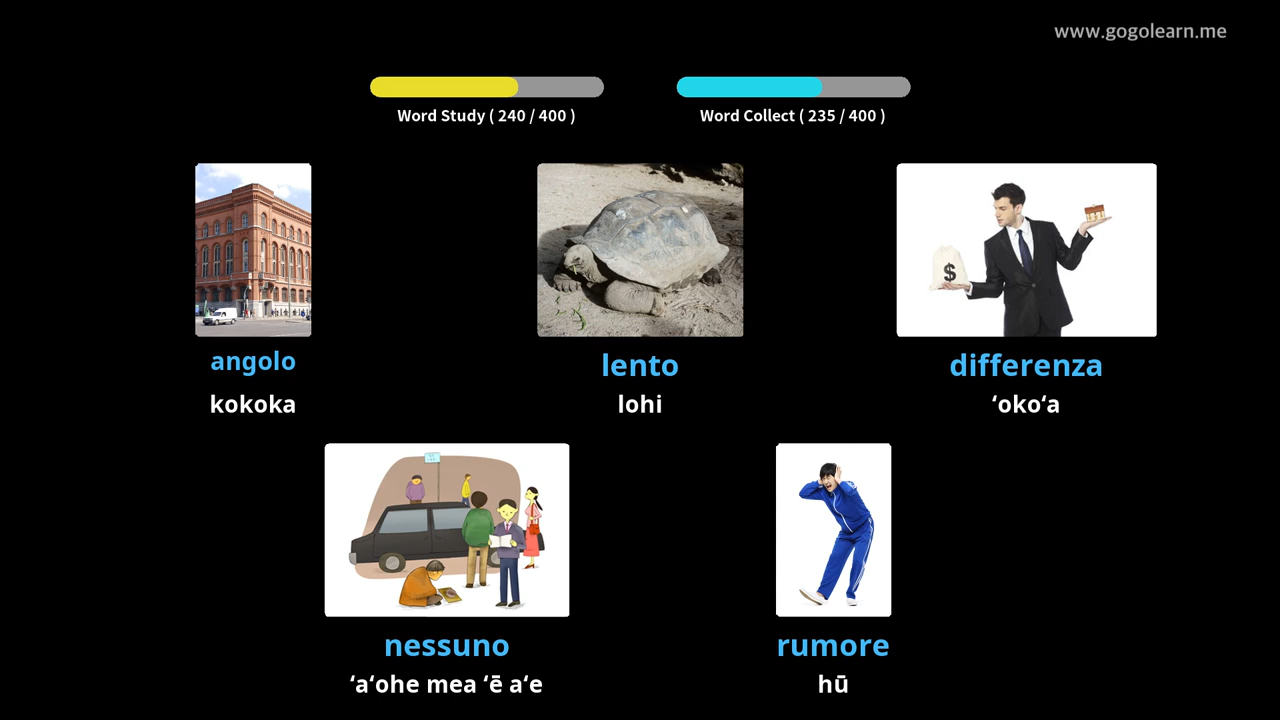 www.gogolearn.me
Word Study ( 240 / 400 )
Word Collect ( 235 / 400 )
angolo
kokoka
lento
lohi
differenza
ʻokoʻa
$
nessuno
ʻaʻohe mea ʻē aʻe
rumore
hū